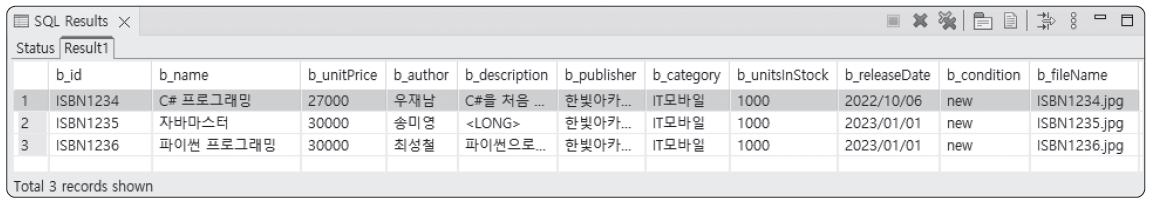 SQL Results
Status Result1
b_id b_name b_unitPrice b_author b_description b_publisher b_category b_unitsInStock b_releaseDate b_condition b_fileName
1 ISBN1234 C# 프로그래밍 27000 우재남 C#을 처음 ... 한빛아카... IT모바일 1000 2022/10/06 new ISBN1234.jpg
2 ISBN1235 자바마스터 30000 송미영 <LONG> 한빛아카... IT모바일 1000 2023/01/01 new ISBN1235.jpg
3 ISBN1236 파이썬 프로그래밍 30000 최성철 파이썬으로... 한빛아카... IT모바일 1000 2023/01/01 new ISBN1236.jpg
Total 3 records shown